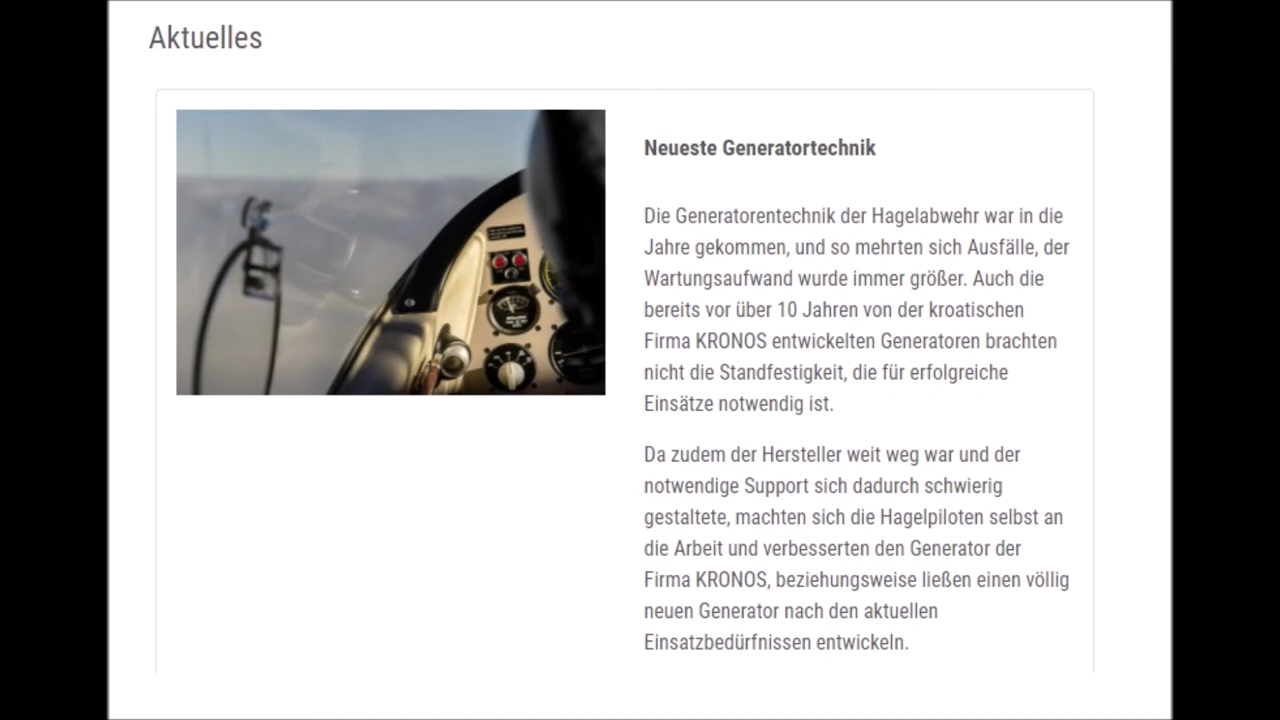 Aktuelles
Neueste Generatortechnik
Die Generatorentechnik der Hagelabwehr war in die
Jahre gekommen, und so mehrten sich Ausfälle, der
Wartungsaufwand wurde immer größer. Auch die
bereits vor über 10 Jahren von der kroatischen
Firma KRONOS entwickelten Generatoren brachten
nicht die Standfestigkeit, die für erfolgreiche
Einsätze notwendig ist.
Da zudem der Hersteller weit weg war und der
notwendige Support sich dadurch schwierig
gestaltete, machten sich die Hagelpiloten selbst an
die Arbeit und verbesserten den Generator der
Firma KRONOS, beziehungsweise ließen einen völlig
neuen Generator nach den aktuellen
Einsatzbedürfnissen entwickeln.